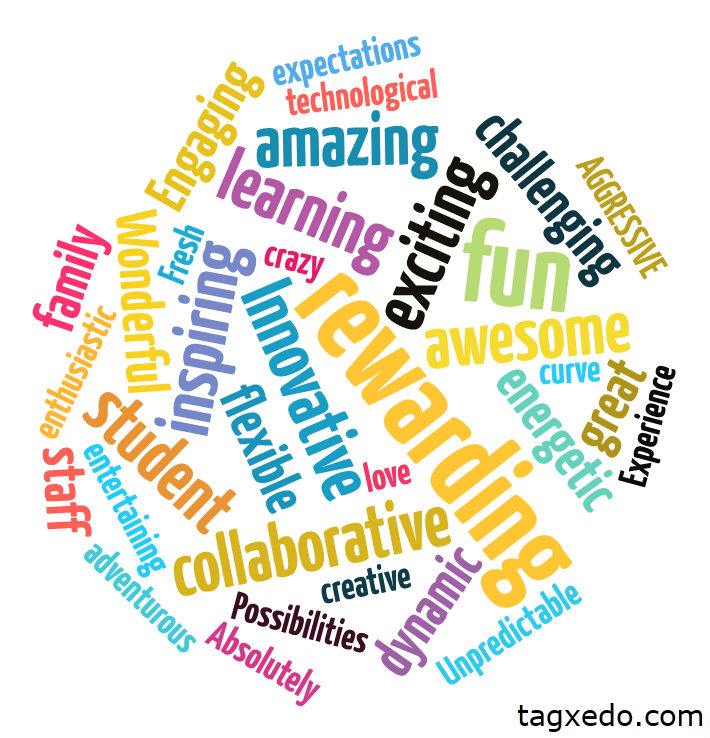 expectations
technological
Engaging
amazing
challenging
learning
exciting
AGGRESSIVE
family
Wonderful
Fresh
crazy
fun
inspiring
Innovative
rewarding
awesome
enthusiastic
curve
great
Experience
energetic
student
flexible
staff
entertaining
love
collaborative
adventurous
creative
dynamic
Possibilities
Unpredictable
Absolutely
tagxedo.com